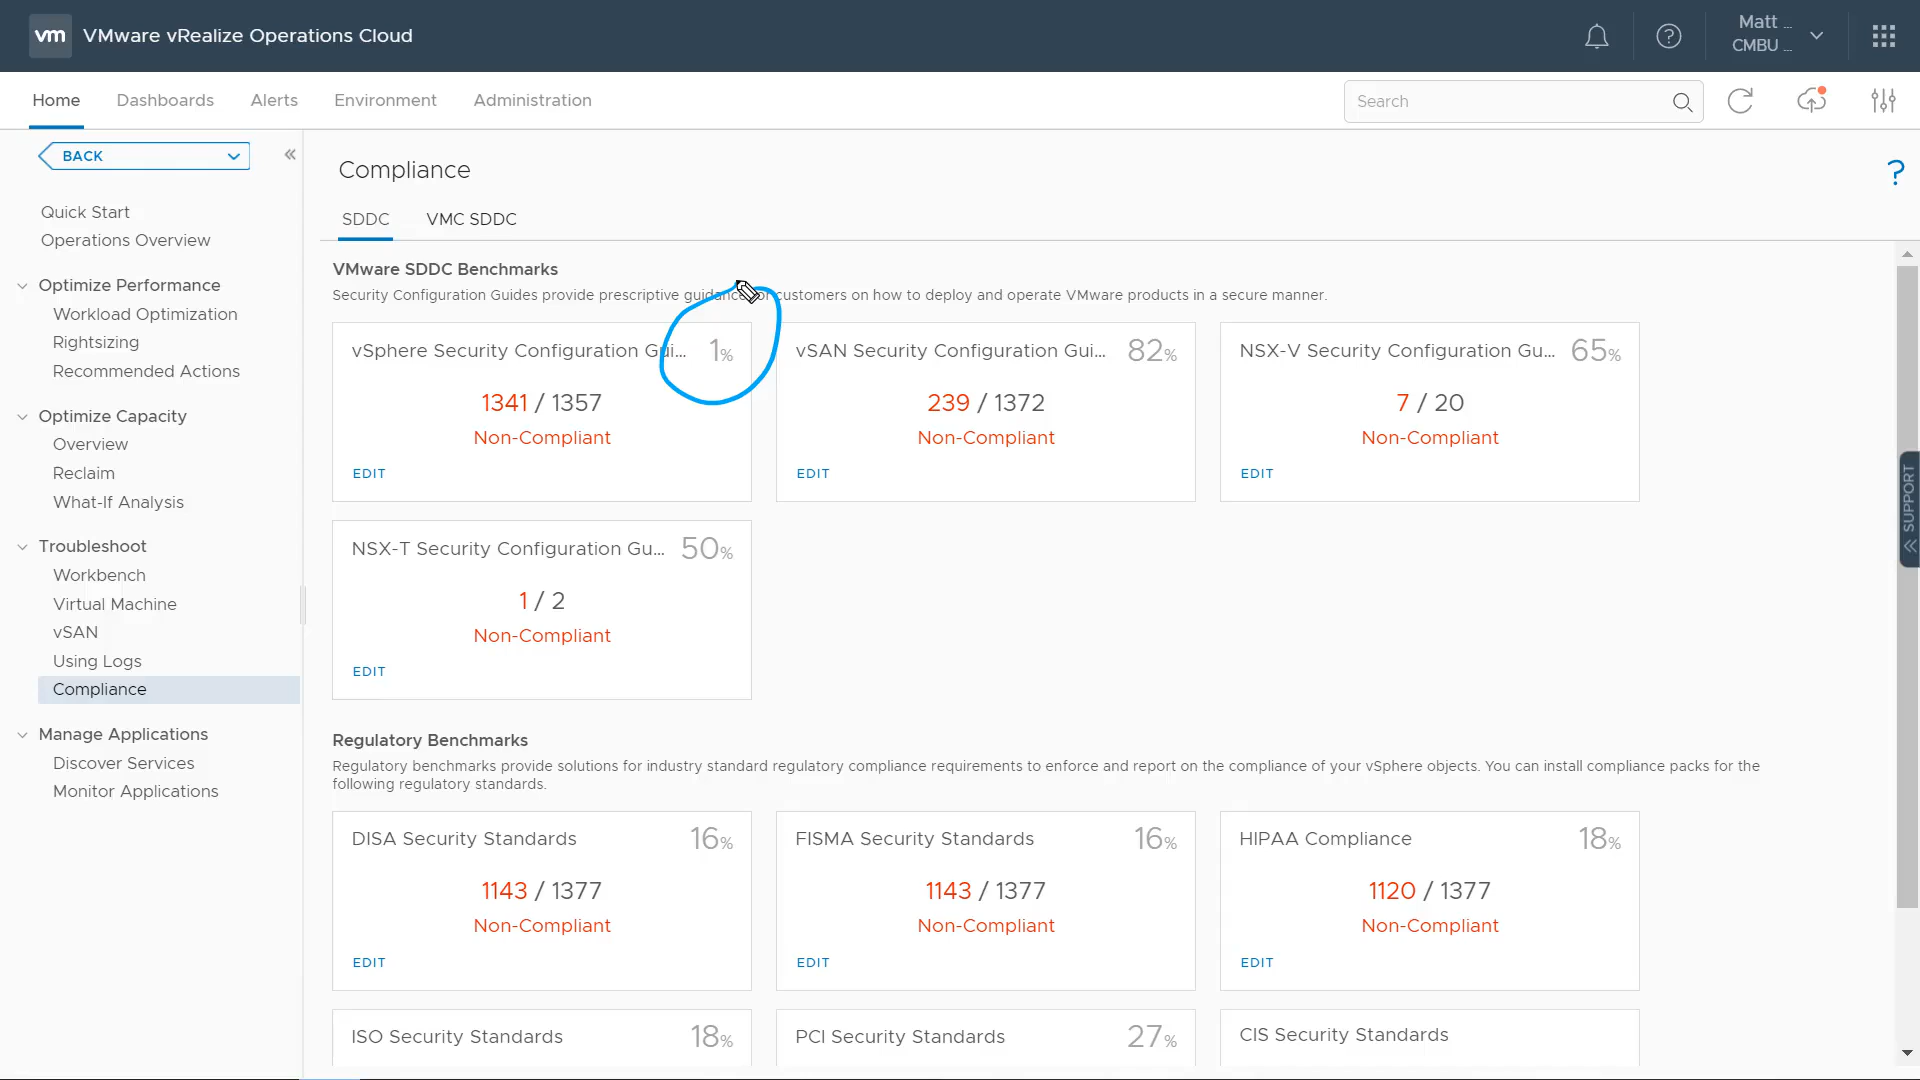 vm VMware vRealize Operations Cloud
Matt ...
CMBU ...
Home Dashboards Alerts Environment Administration
Search
BACK
Quick Start
Operations Overview
Optimize Performance
Workload Optimization
Rightsizing
Recommended Actions
Optimize Capacity
Overview
Reclaim
What-If Analysis
Troubleshoot
Workbench
Virtual Machine
vSAN
Using Logs
Compliance
Manage Applications
Discover Services
Monitor Applications
Compliance
?
SDDC VMC SDDC
VMware SDDC Benchmarks
Security Configuration Guides provide prescriptive guidance for customers on how to deploy and operate VMware products in a secure manner.
vSphere Security Configuration Gui... 1%
1341 / 1357
Non-Compliant
EDIT
vSAN Security Configuration Gui... 82%
239 / 1372
Non-Compliant
EDIT
NSX-V Security Configuration Gu... 65%
7 / 20
Non-Compliant
EDIT
NSX-T Security Configuration Gu... 50%
1 / 2
Non-Compliant
EDIT
Regulatory Benchmarks
Regulatory benchmarks provide solutions for industry standard regulatory compliance requirements to enforce and report on the compliance of your vSphere objects. You can install compliance packs for the
following regulatory standards.
DISA Security Standards 16%
1143 / 1377
Non-Compliant
EDIT
FISMA Security Standards 16%
1143 / 1377
Non-Compliant
EDIT
HIPAA Compliance 18%
1120 / 1377
Non-Compliant
EDIT
ISO Security Standards 18%
PCI Security Standards 27%
CIS Security Standards
SUPPORT